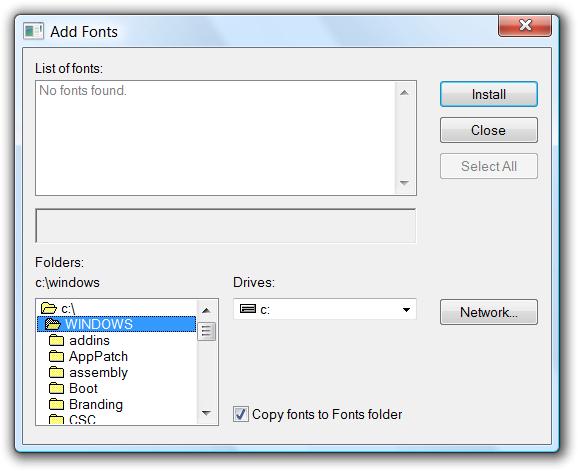 Add Fonts
List of fonts:
No fonts found.
Install
Close
Select All
Folders:
c:\windows
Drives:
c:\
c:
Network...
WINDOWS
addins
AppPatch
assembly
Boot
Branding
CSC
Copy fonts to Fonts folder